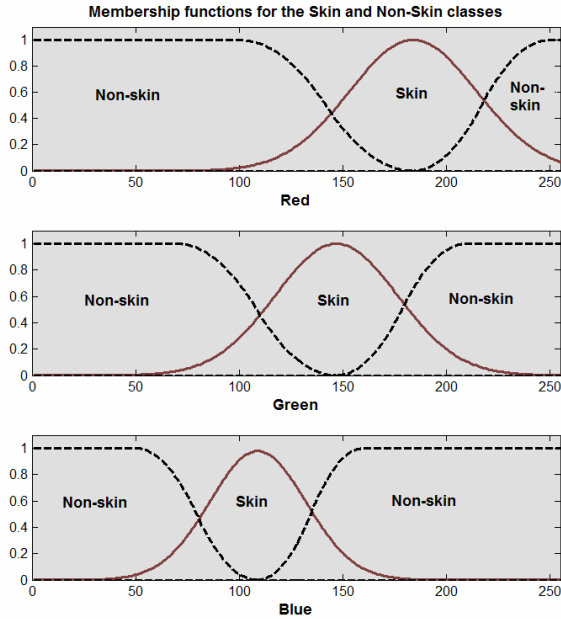 Membership functions for the Skin and Non-Skin classes
1
0.8
0.6
0.4
0.2
0
Non-skin
Skin
Non-
skin
0 50 100 150 200 250
Red
1
0.8
0.6
0.4
0.2
0
Non-skin
Skin
Non-skin
0 50 100 150 200 250
Green
1
0.8
0.6
0.4
0.2
0
Non-skin
Skin
Non-skin
0 50 100 150 200 250
Blue